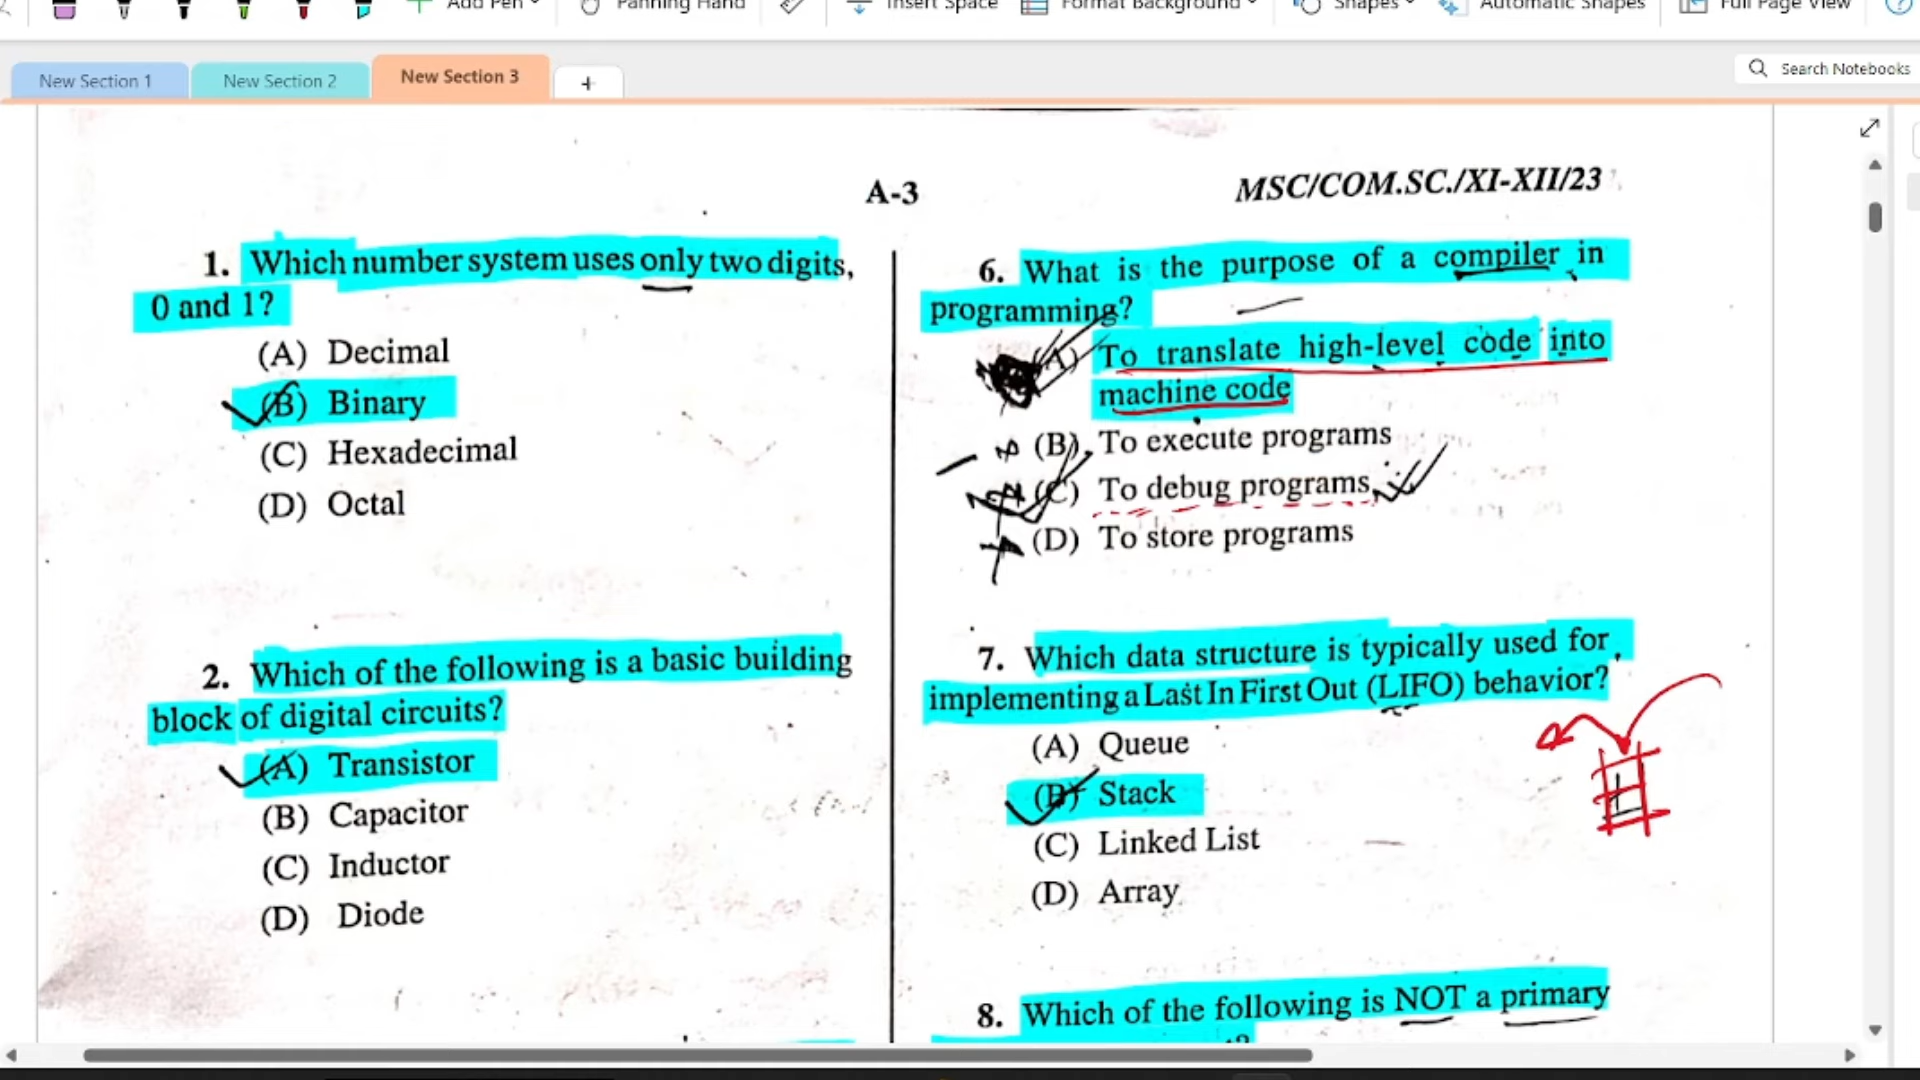 Add Pen
Panning Hand
Insert Space
Format Background
Shapes
Automatic Shapes
Full Page View
New Section 1
New Section 2
New Section 3
+
Search Notebooks
A-3
MSC/COM.SC./XI-XII/23
1. Which number system uses only two digits,
0 and 1?
(A) Decimal
(B) Binary
(C) Hexadecimal
(D) Octal
2. Which of the following is a basic building
block of digital circuits?
(A) Transistor
(B) Capacitor
(C) Inductor
(D) Diode
6. What is the purpose of a compiler in
programming?
(A) To translate high-level code into
machine code
(B) To execute programs
(C) To debug programs
(D) To store programs
7. Which data structure is typically used for
implementing a Last In First Out (LIFO) behavior?
(A) Queue
(B) Stack
(C) Linked List
(D) Array
8. Which of the following is NOT a primary